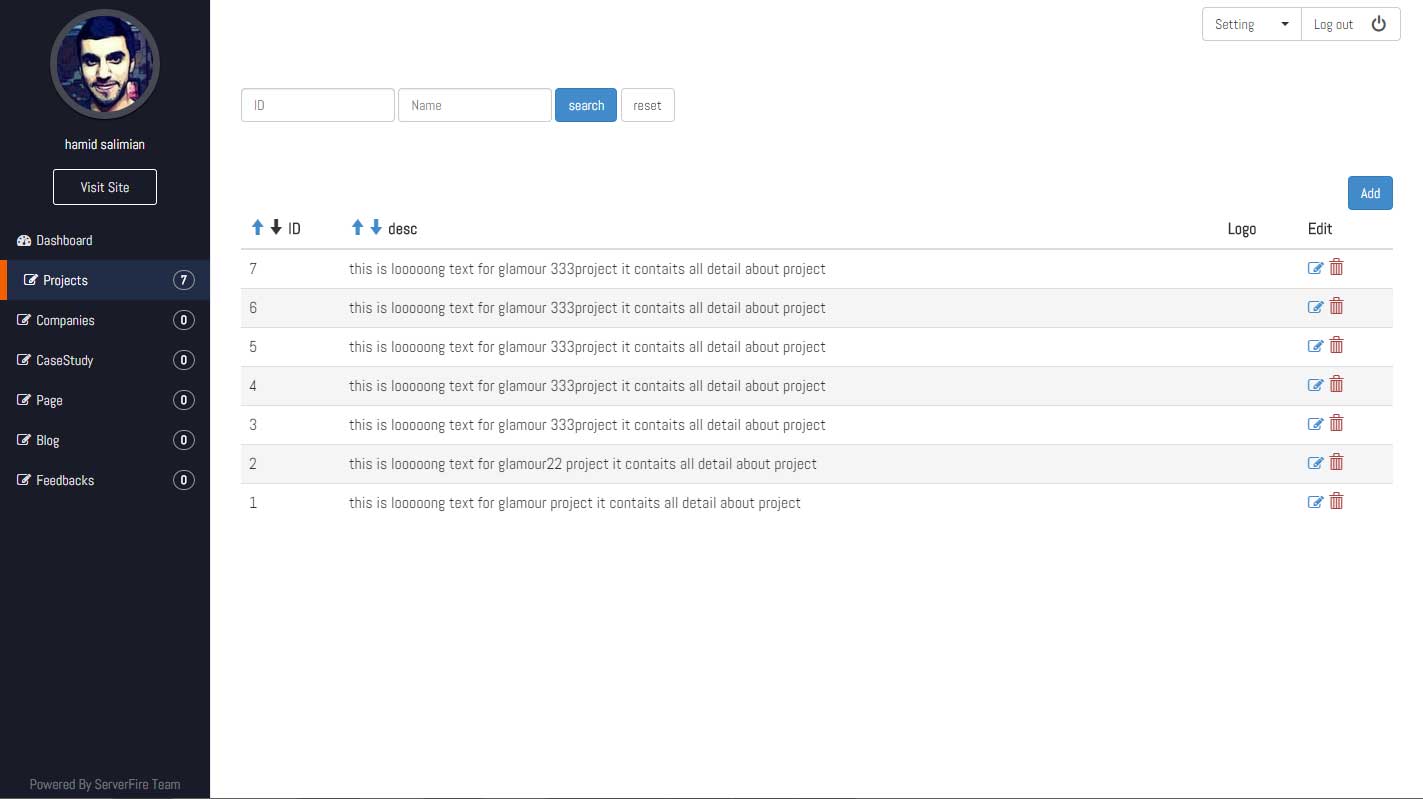 Setting
Log out
hamid salimian
Visit Site
Dashboard
Projects 7
Companies 0
CaseStudy 0
Page 0
Blog 0
Feedbacks 0
Powered By ServerFire Team
ID Name search reset
Add
ID desc Logo Edit
7 this is looooong text for glamour 333project it contaits all detail about project
6 this is looooong text for glamour 333project it contaits all detail about project
5 this is looooong text for glamour 333project it contaits all detail about project
4 this is looooong text for glamour 333project it contaits all detail about project
3 this is looooong text for glamour 333project it contaits all detail about project
2 this is looooong text for glamour22 project it contaits all detail about project
1 this is looooong text for glamour project it contaits all detail about project